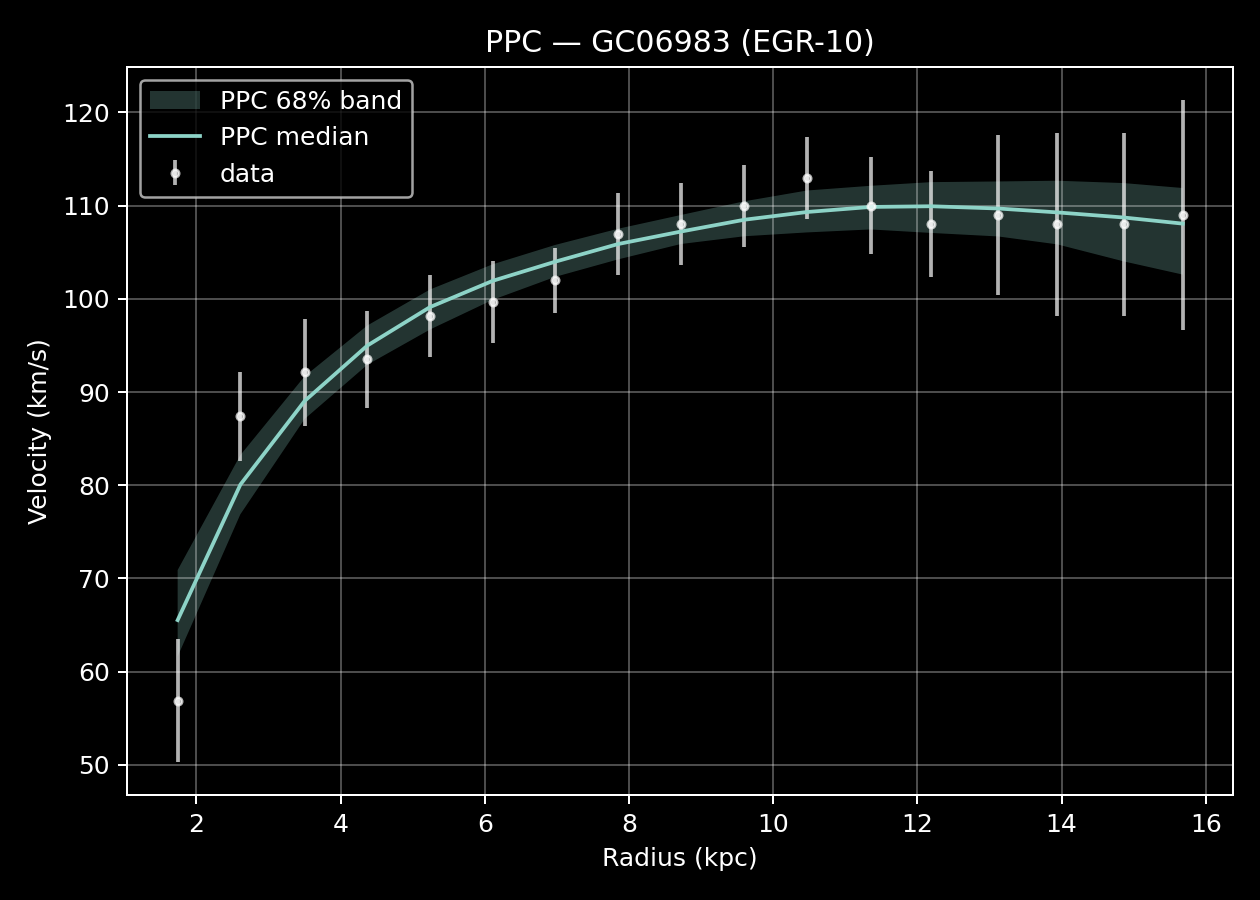 PPC — GC06983 (EGR-10)
PPC 68% band
PPC median
data
120
110
100
90
80
70
60
50
Velocity (km/s)
2 4 6 8 10 12 14 16
Radius (kpc)